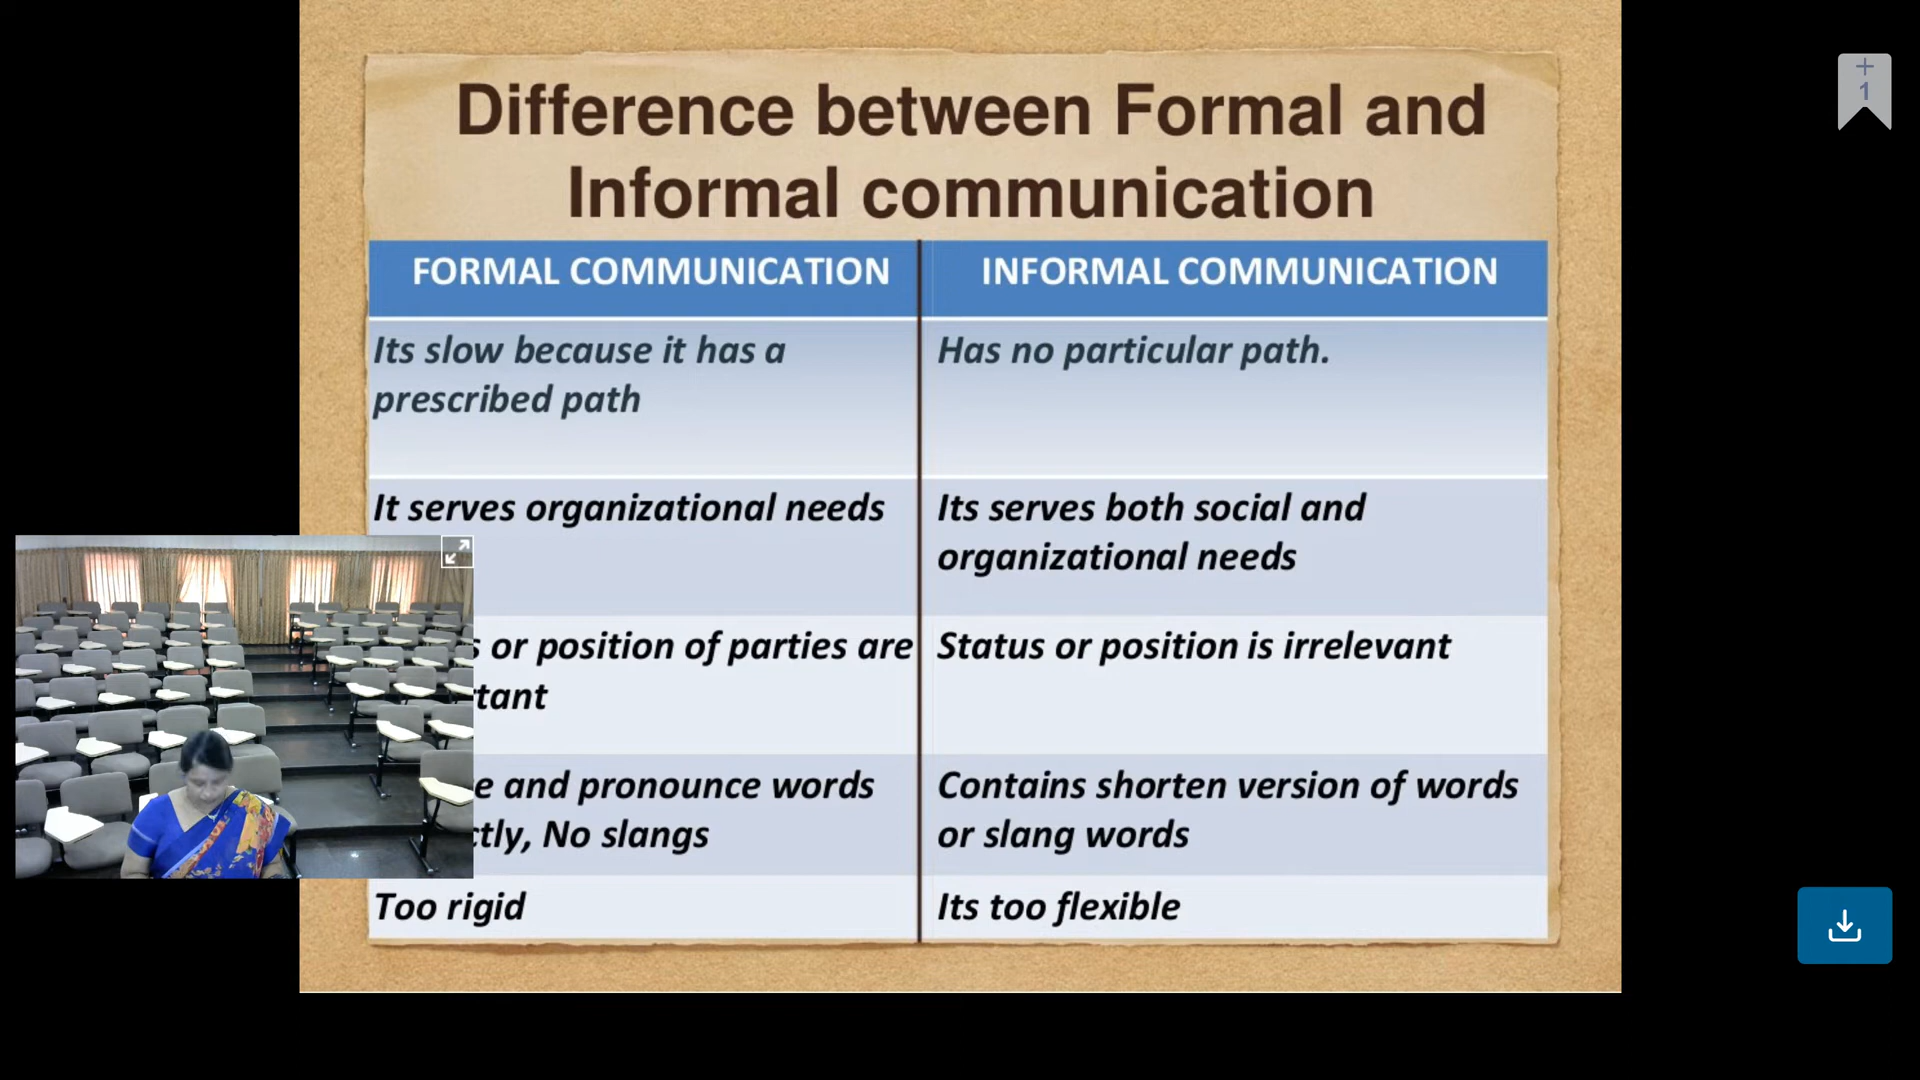 Difference between Formal and
Informal communication
FORMAL COMMUNICATION
INFORMAL COMMUNICATION
Its slow because it has a
prescribed path
Has no particular path.
It serves organizational needs
Its serves both social and
organizational needs
or position of parties are
Status or position is irrelevant
and pronounce words
No slangs
Contains shorten version of words
or slang words
Too rigid
Its too flexible
+
1